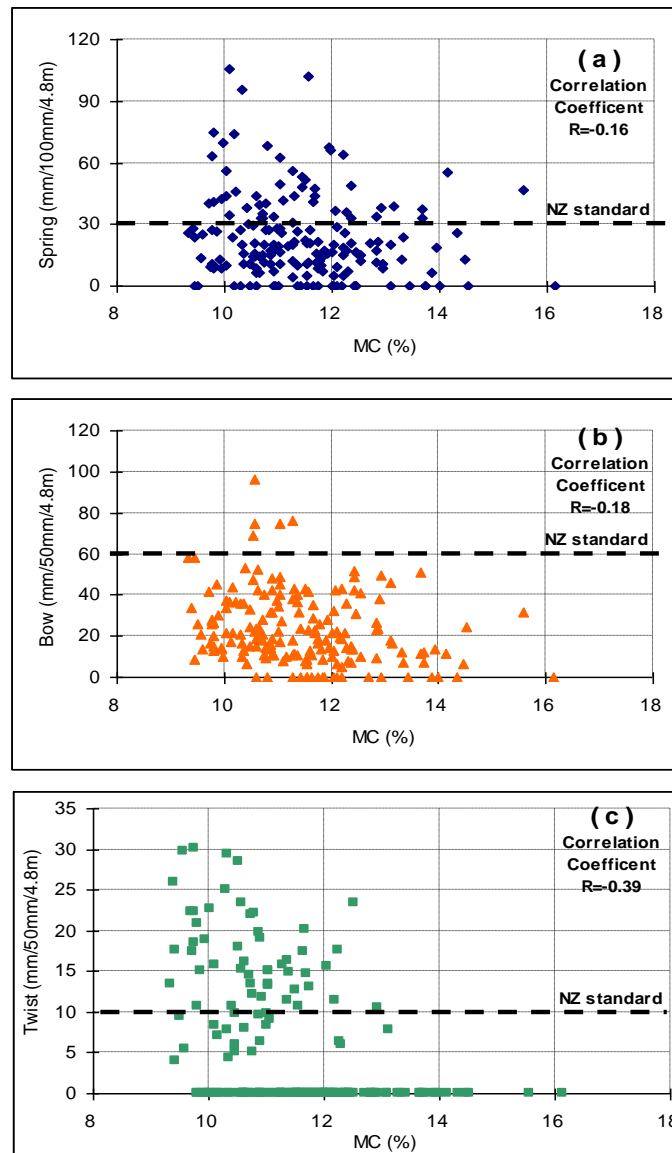 120
( a )
Correlation
Coefficent
R=-0.16
90
60
NZ standard
30
0
Spring (mm/100mm/4.8m)
8 10 12 14 16 18
MC (%)
120
( b )
Correlation
Coefficent
R=-0.18
100
80
NZ standard
60
40
20
0
Bow (mm/50mm/4.8m)
8 10 12 14 16 18
MC (%)
35
( c )
Correlation
Coefficent
R=-0.39
30
25
20
15
NZ standard
10
5
0
Twist (mm/50mm/4.8m)
8 10 12 14 16 18
MC (%)